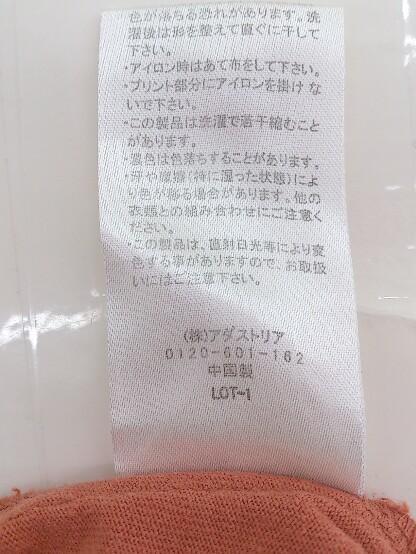 色が落ちる恐れがあります。洗
濯後は形を整えて直ぐに干して
下さい。
・アイロン時はあて布をして下さい。
・プリント部分にアイロンを掛けな
いで下さい。
・この製品は洗濯で若干縮むこと
があります。
・濃色は色落ちすることがあります。
・汗や摩擦(特に湿った状態)によ
り色が移る場合があります。他の
衣類との組み合わせにご注意く
ださい。
・この製品は、直射日光等により変
色する事がありますので、お取扱
いにはご注意下さい。
(株)アダストリア
0120-601-162
中国製
LOT-1